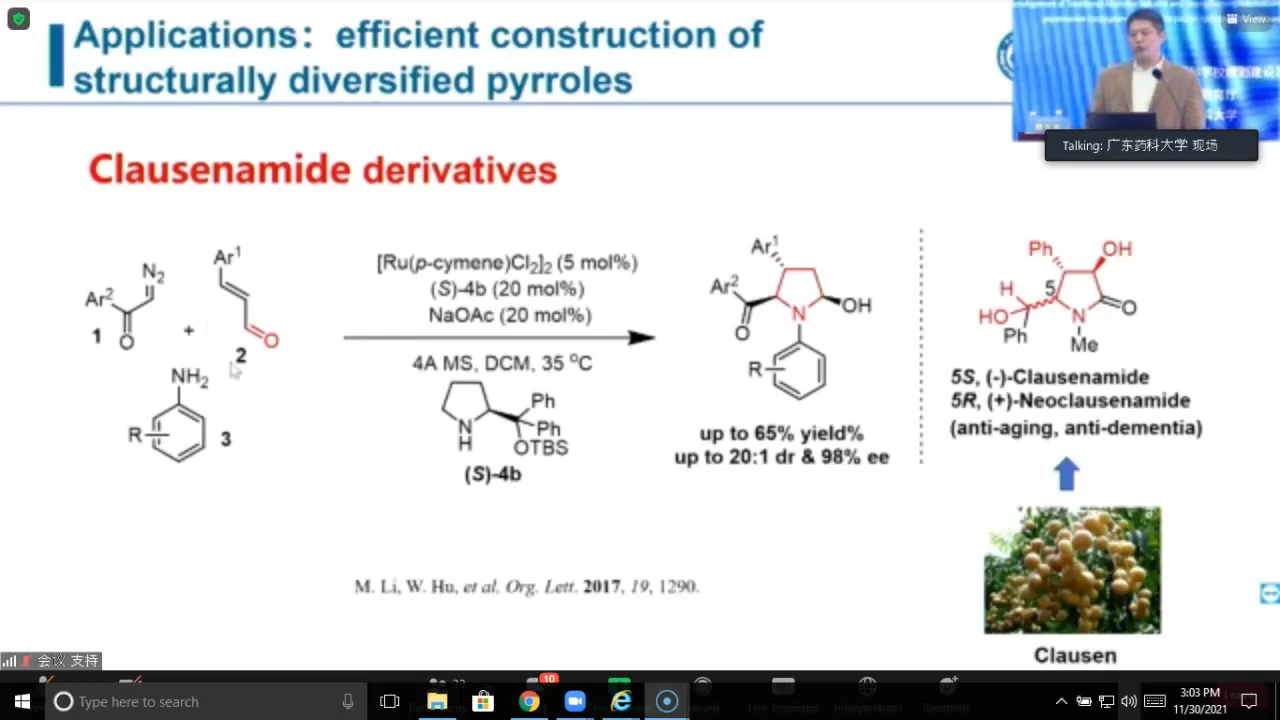 Applications: efficient construction of
structurally diversified pyrroles
View
Talking: 广东药科大学 现场
Clausenamide derivatives
N2
Ar2
O
1
+
Ar1
O
2
NH2
R
3
[Ru(p-cymene)Cl2]2 (5 mol%)
(S)-4b (20 mol%)
NaOAc (20 mol%)
4A MS, DCM, 35 oC
N
H
Ph
Ph
OTBS
(S)-4b
Ar1
Ar2
O
N
OH
R
up to 65% yield%
up to 20:1 dr & 98% ee
Ph
OH
H
5
HO
N
O
Ph
Me
5S, (-)-Clausenamide
5R, (+)-Neoclausenamide
(anti-aging, anti-dementia)
M. Li, W. Hu, et al. Org. Lett. 2017, 19, 1290.
Clausen
会议 支持
Type here to search
10
3:03 PM
11/30/2021